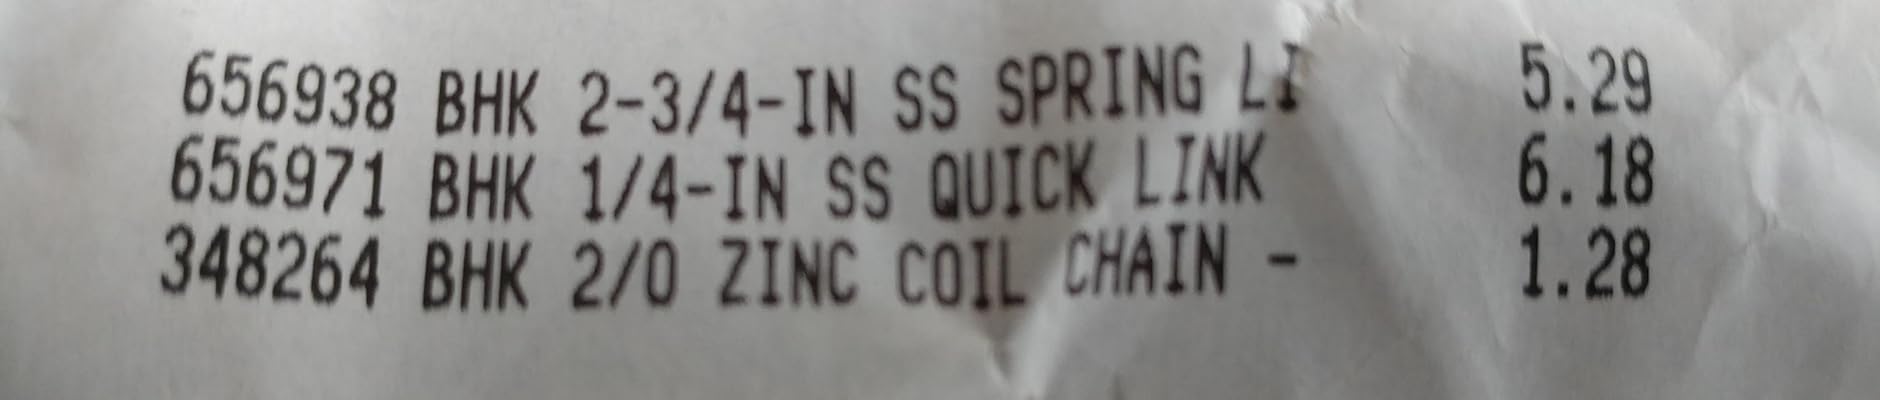 656938 BHK 2-3/4-IN SS SPRING LI 5.29
656971 BHK 1/4-IN SS QUICK LINK 6.18
348264 BHK 2/0 ZINC COIL CHAIN - 1.28